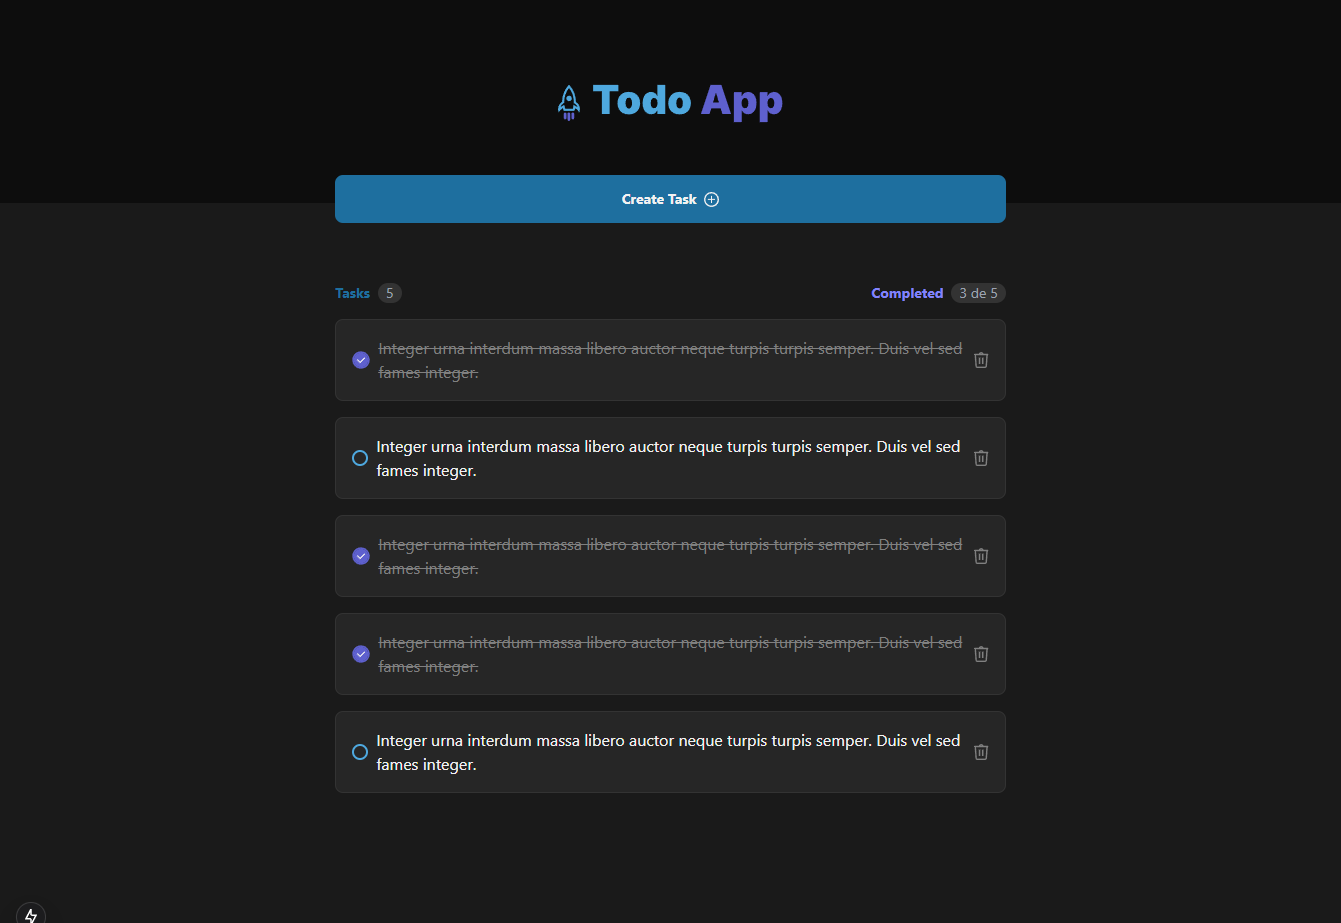 Todo App
Create Task
Tasks 5
Completed 3 de 5
Integer urna interdum massa libero auctor neque turpis turpis semper. Duis vel sed
fames integer.
Integer urna interdum massa libero auctor neque turpis turpis semper. Duis vel sed
fames integer.
Integer urna interdum massa libero auctor neque turpis turpis semper. Duis vel sed
fames integer.
Integer urna interdum massa libero auctor neque turpis turpis semper. Duis vel sed
fames integer.
Integer urna interdum massa libero auctor neque turpis turpis semper. Duis vel sed
fames integer.